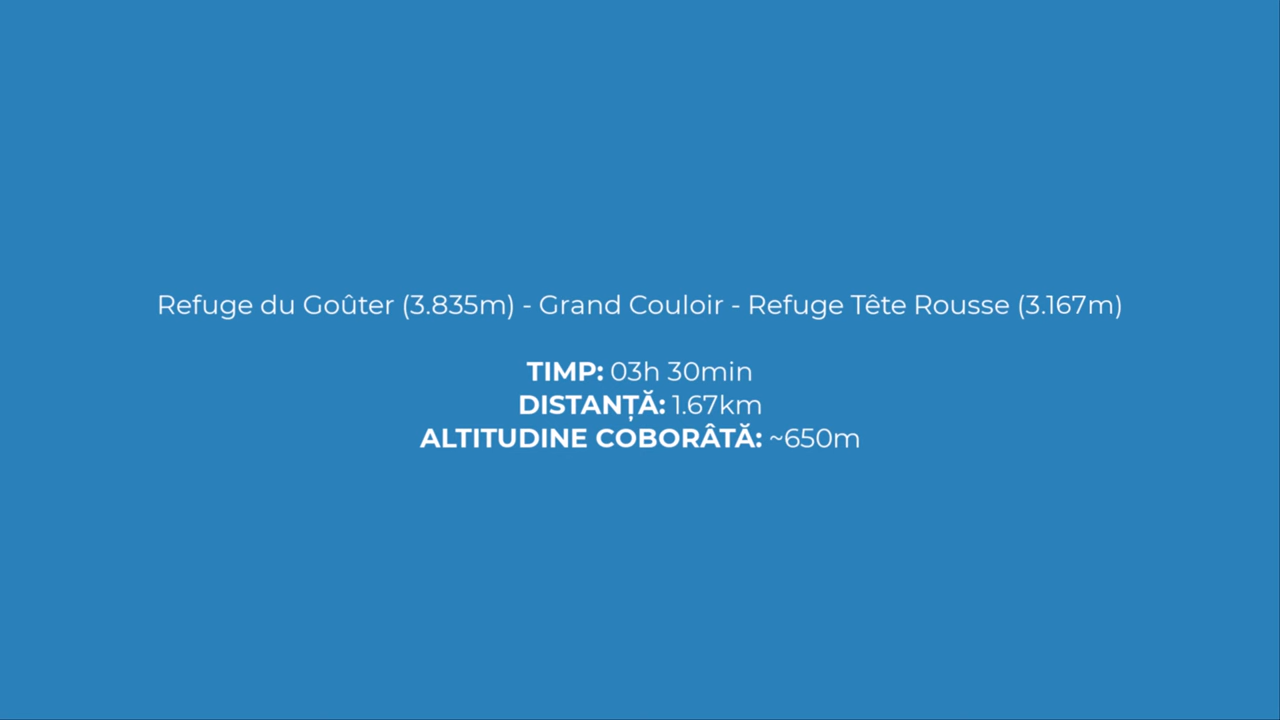 Refuge du Goûter (3.835m) - Grand Couloir - Refuge Tête Rousse (3.167m)
TIMP: 03h 30min
DISTANȚĂ: 1.67km
ALTITUDINE COBORÂTĂ: ~650m